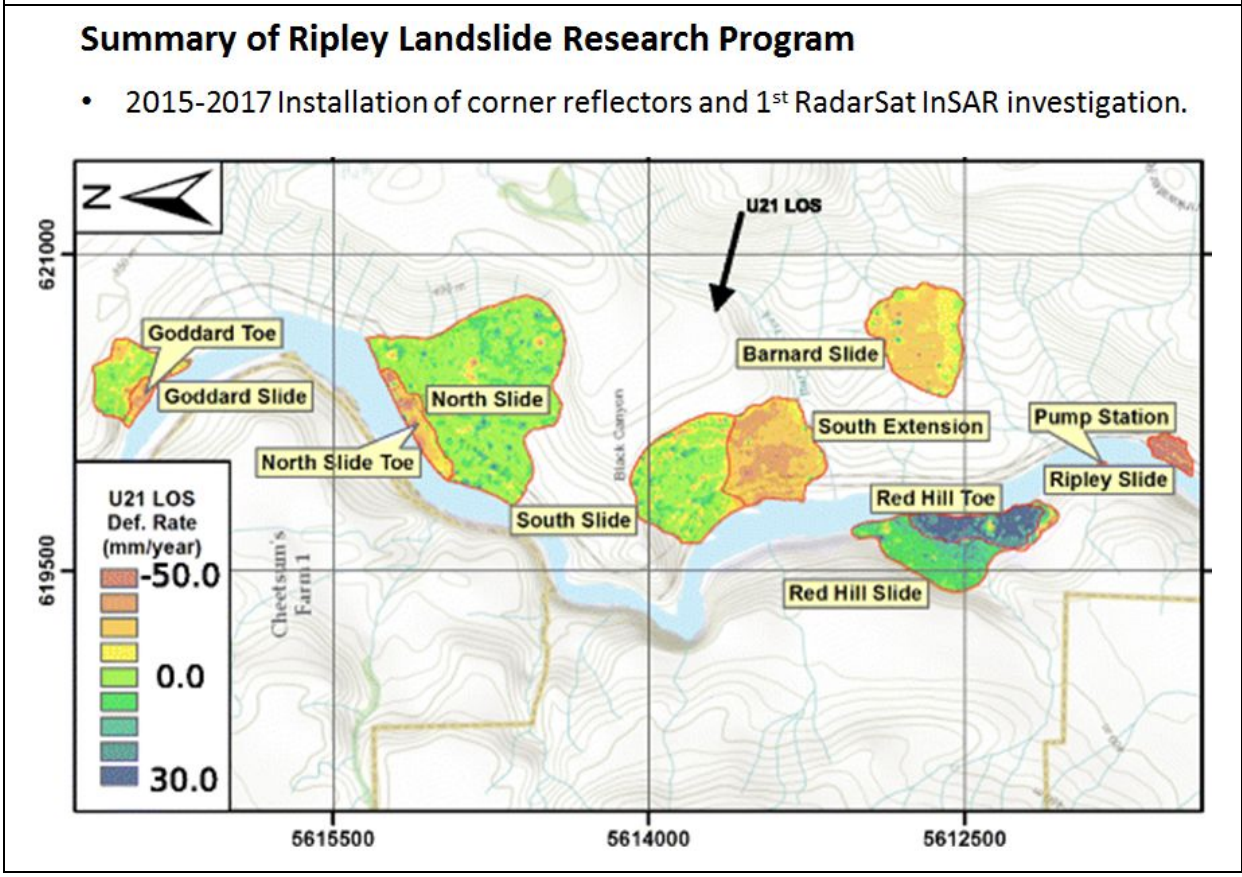 Summary of Ripley Landslide Research Program
• 2015-2017 Installation of corner reflectors and 1st RadarSat InSAR investigation.
N
U21 LOS
621000
Goddard Toe
Barnard Slide
Goddard Slide
North Slide
Black Canyon
South Extension
Pump Station
North Slide Toe
Ripley Slide
Red Hill Toe
South Slide
Red Hill Slide
619500
Cheetsum's
Farm 1
U21 LOS
Def. Rate
(mm/year)
-50.0
0.0
30.0
5615500
5614000
5612500